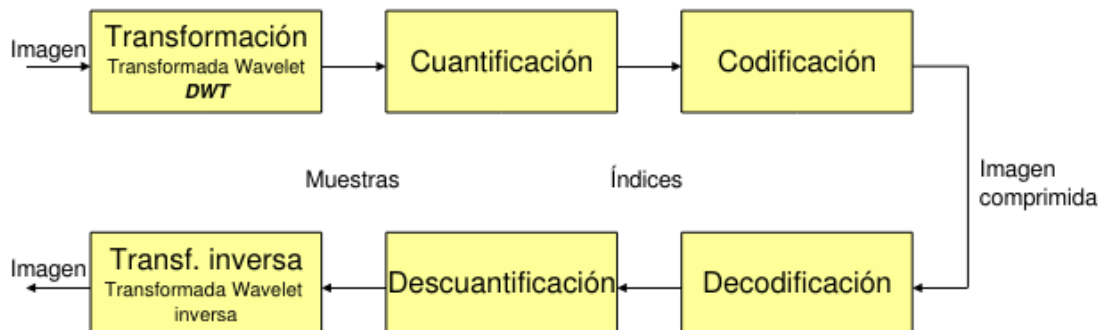 Imagen
Transformación
Transformada Wavelet
DWT
Cuantificación
Codificación
Muestras
Índices
Imagen
comprimida
Imagen
Transf. inversa
Transformada Wavelet
inversa
Descuantificación
Decodificación